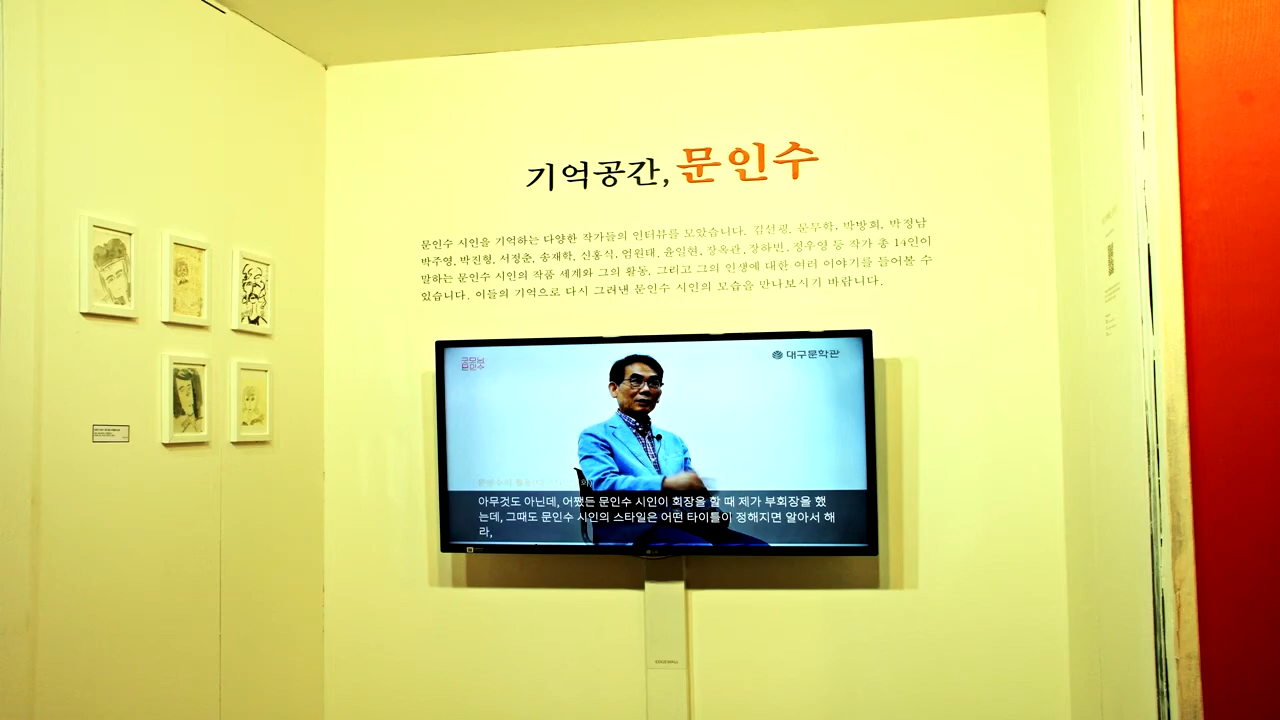 기억공간, 문인수
문인수 시인을 기억하는 다양한 작가들의 인터뷰를 모았습니다. 김선광, 문무학, 박방희, 박정남
박주영, 박진형, 서정춘, 송재학, 신홍식, 엄원태, 윤일현, 장옥관, 장하빈, 정우영 등 작가 총 14인이
말하는 문인수 시인의 작품 세계와 그의 활동, 그리고 그의 인생에 대한 여러 이야기를 들어볼 수
있습니다. 이들의 기억으로 다시 그려낸 문인수 시인의 모습을 만나보시기 바랍니다.
대구문학관
아무것도 아닌데, 어쨌든 문인수 시인이 회장을 할 때 제가 부회장을 했
는데, 그때도 문인수 시인의 스타일은 어떤 타이틀이 정해지면 알아서 해
라,